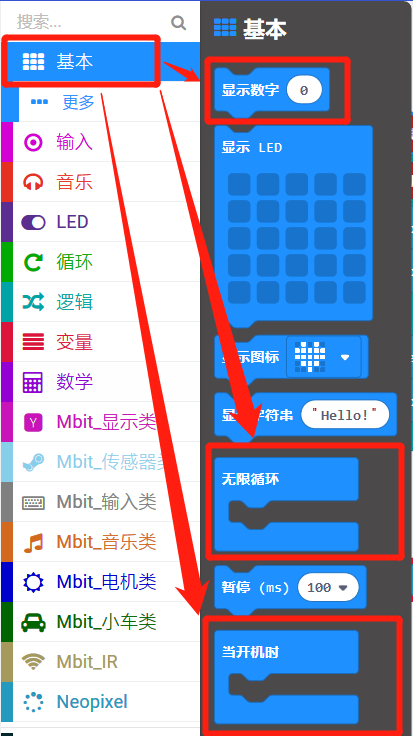 搜索...
基本
更多
输入
音乐
LED
循环
逻辑
变量
数学
Mbit_显示类
Mbit_传感器类
Mbit_输入类
Mbit_音乐类
Mbit_电机类
Mbit_小车类
Mbit_IR
Neopixel
基本
显示数字 0
显示 LED
显示图标
显示字符串 "Hello!"
无限循环
暂停 (ms) 100
当开机时